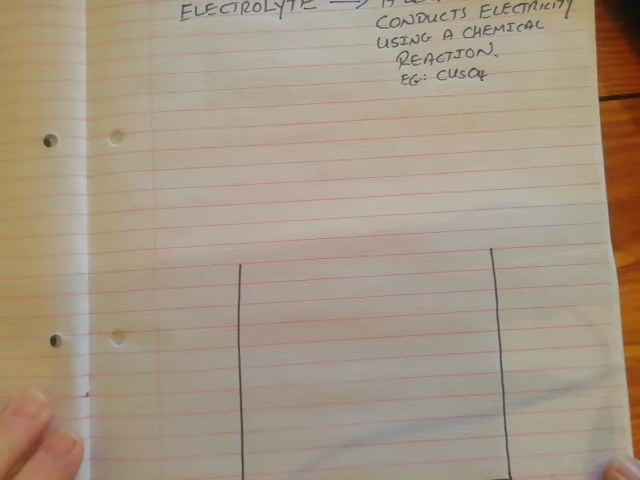 ELECTROLYTE → A
CONDUCTS ELECTRICITY
USING A CHEMICAL
REACTION.
EG: CUSO4